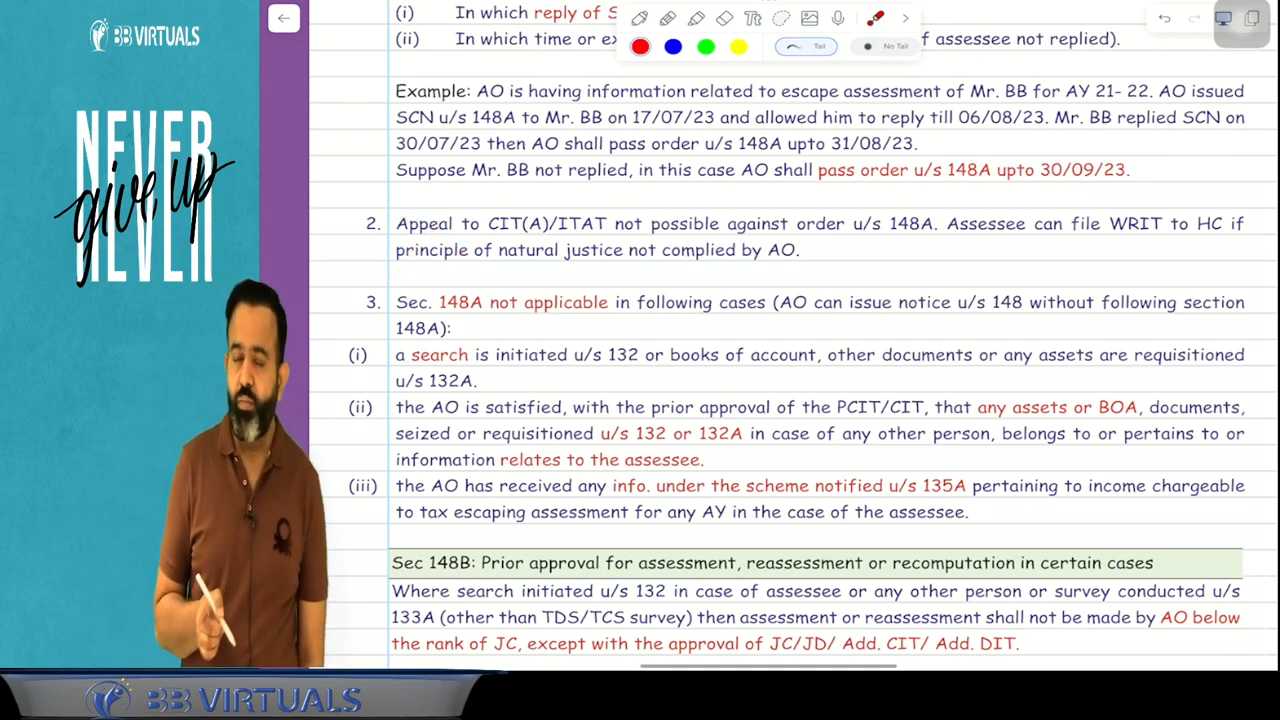 BB VIRTUALS
NEVER
give up
NEVER
(i) In which reply of S
(ii) In which time or ex f assessee not replied).
Tt
Tail
No Tail
Example: AO is having information related to escape assessment of Mr. BB for AY 21- 22. AO issued
SCN u/s 148A to Mr. BB on 17/07/23 and allowed him to reply till 06/08/23. Mr. BB replied SCN on
30/07/23 then AO shall pass order u/s 148A upto 31/08/23.
Suppose Mr. BB not replied, in this case AO shall pass order u/s 148A upto 30/09/23.
2. Appeal to CIT(A)/ITAT not possible against order u/s 148A. Assessee can file WRIT to HC if
principle of natural justice not complied by AO.
3. Sec. 148A not applicable in following cases (AO can issue notice u/s 148 without following section
148A):
(i) a search is initiated u/s 132 or books of account, other documents or any assets are requisitioned
u/s 132A.
(ii) the AO is satisfied, with the prior approval of the PCIT/CIT, that any assets or BOA, documents,
seized or requisitioned u/s 132 or 132A in case of any other person, belongs to or pertains to or
information relates to the assessee.
(iii) the AO has received any info. under the scheme notified u/s 135A pertaining to income chargeable
to tax escaping assessment for any AY in the case of the assessee.
Sec 148B: Prior approval for assessment, reassessment or recomputation in certain cases
Where search initiated u/s 132 in case of assessee or any other person or survey conducted u/s
133A (other than TDS/TCS survey) then assessment or reassessment shall not be made by AO below
the rank of JC, except with the approval of JC/JD/ Add. CIT/ Add. DIT.
BB VIRTUALS